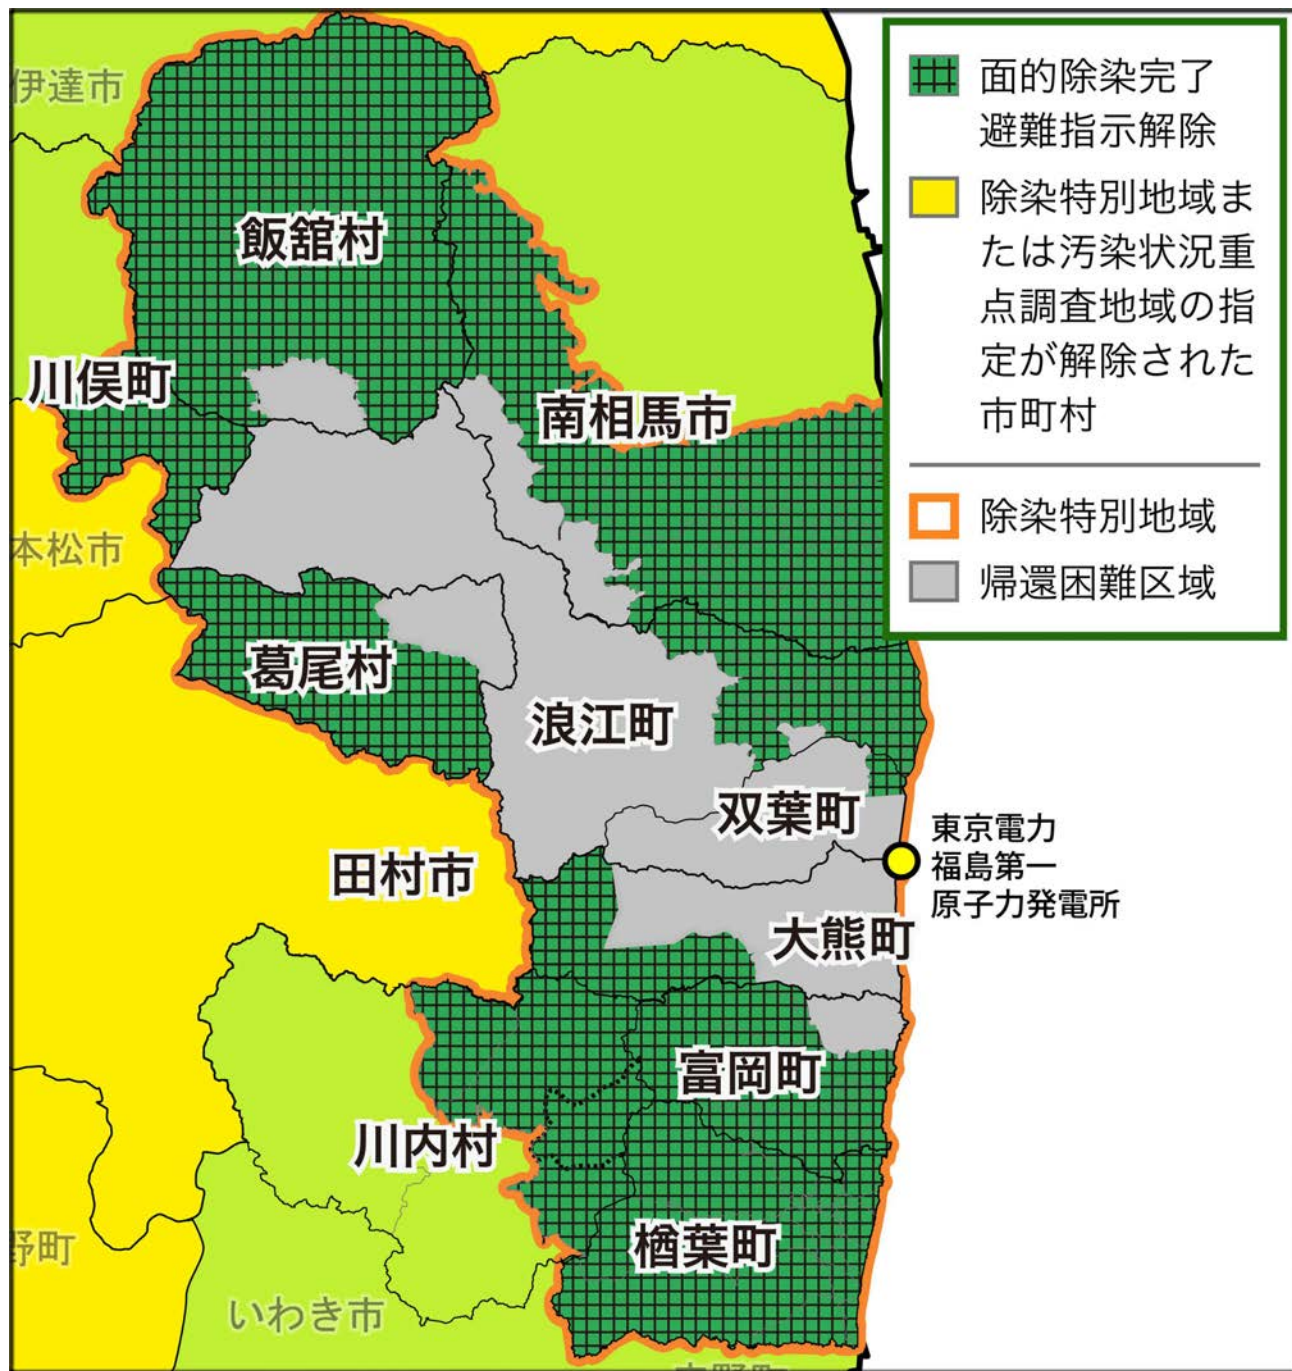 伊達市
飯舘村
川俣町
南相馬市
本松市
葛尾村
浪江町
双葉町
田村市
大熊町
富岡町
川内村
楢葉町
野町
いわき市
東京電力
福島第一
原子力発電所
面的除染完了
避難指示解除
除染特別地域ま
たは汚染状況重
点調査地域の指
定が解除された
市町村
除染特別地域
帰還困難区域